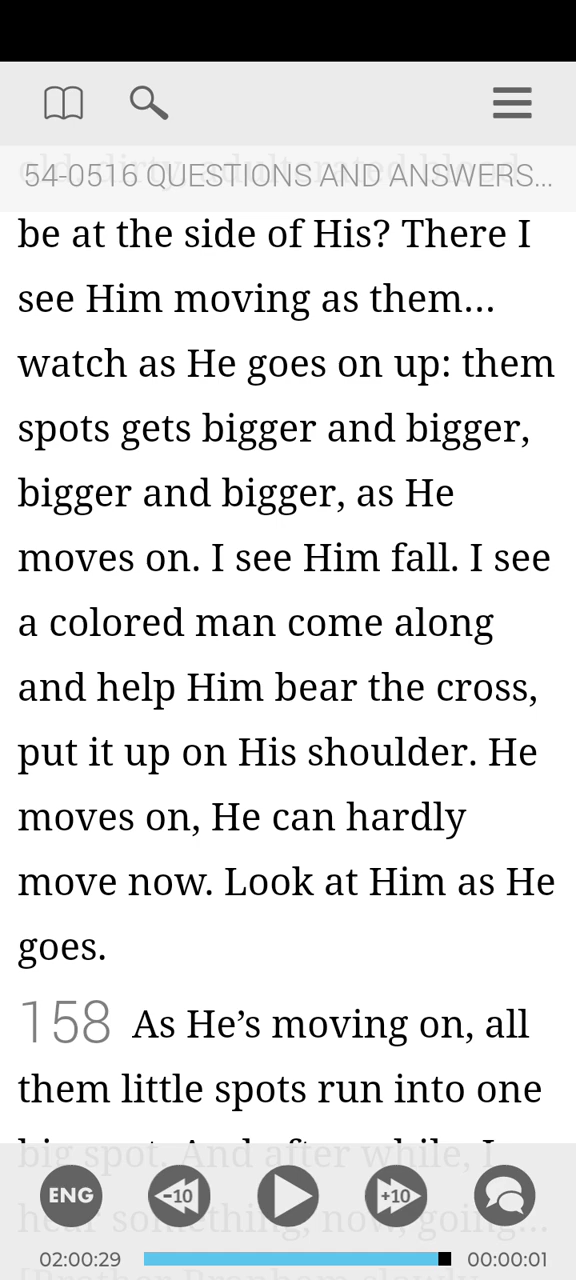 old, dirty, adulterated blood
54-0516 QUESTIONS AND ANSWERS...
be at the side of His? There I
see Him moving as them…
watch as He goes on up: them
spots gets bigger and bigger,
bigger and bigger, as He
moves on. I see Him fall. I see
a colored man come along
and help Him bear the cross,
put it up on His shoulder. He
moves on, He can hardly
move now. Look at Him as He
goes.
158 As He’s moving on, all
them little spots run into one
big spot. And after while, I
ENG -10 +10
hear something, now, going…
02:00:29 00:00:01